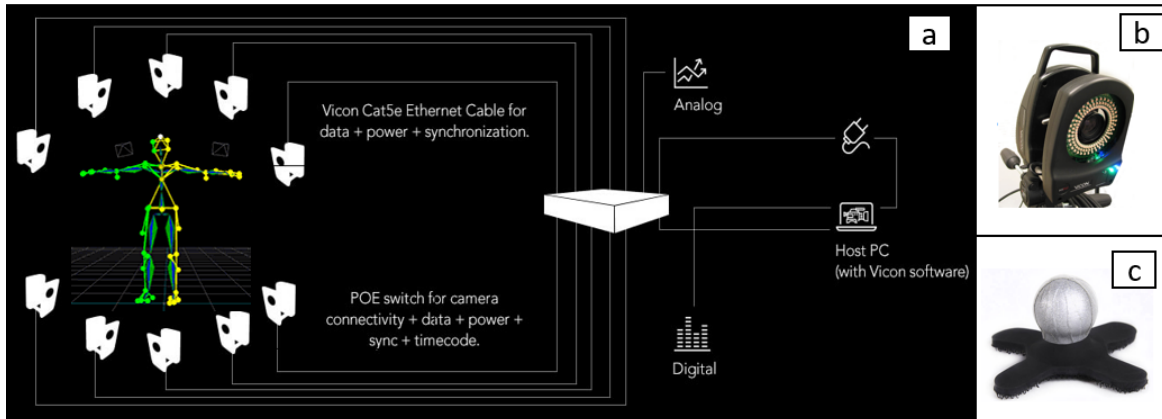 a
b
Analog
Vicon Cat5e Ethernet Cable for
data + power + synchronization.
Host PC
(with Vicon software)
c
POE switch for camera
connectivity + data + power +
sync + timecode.
Digital